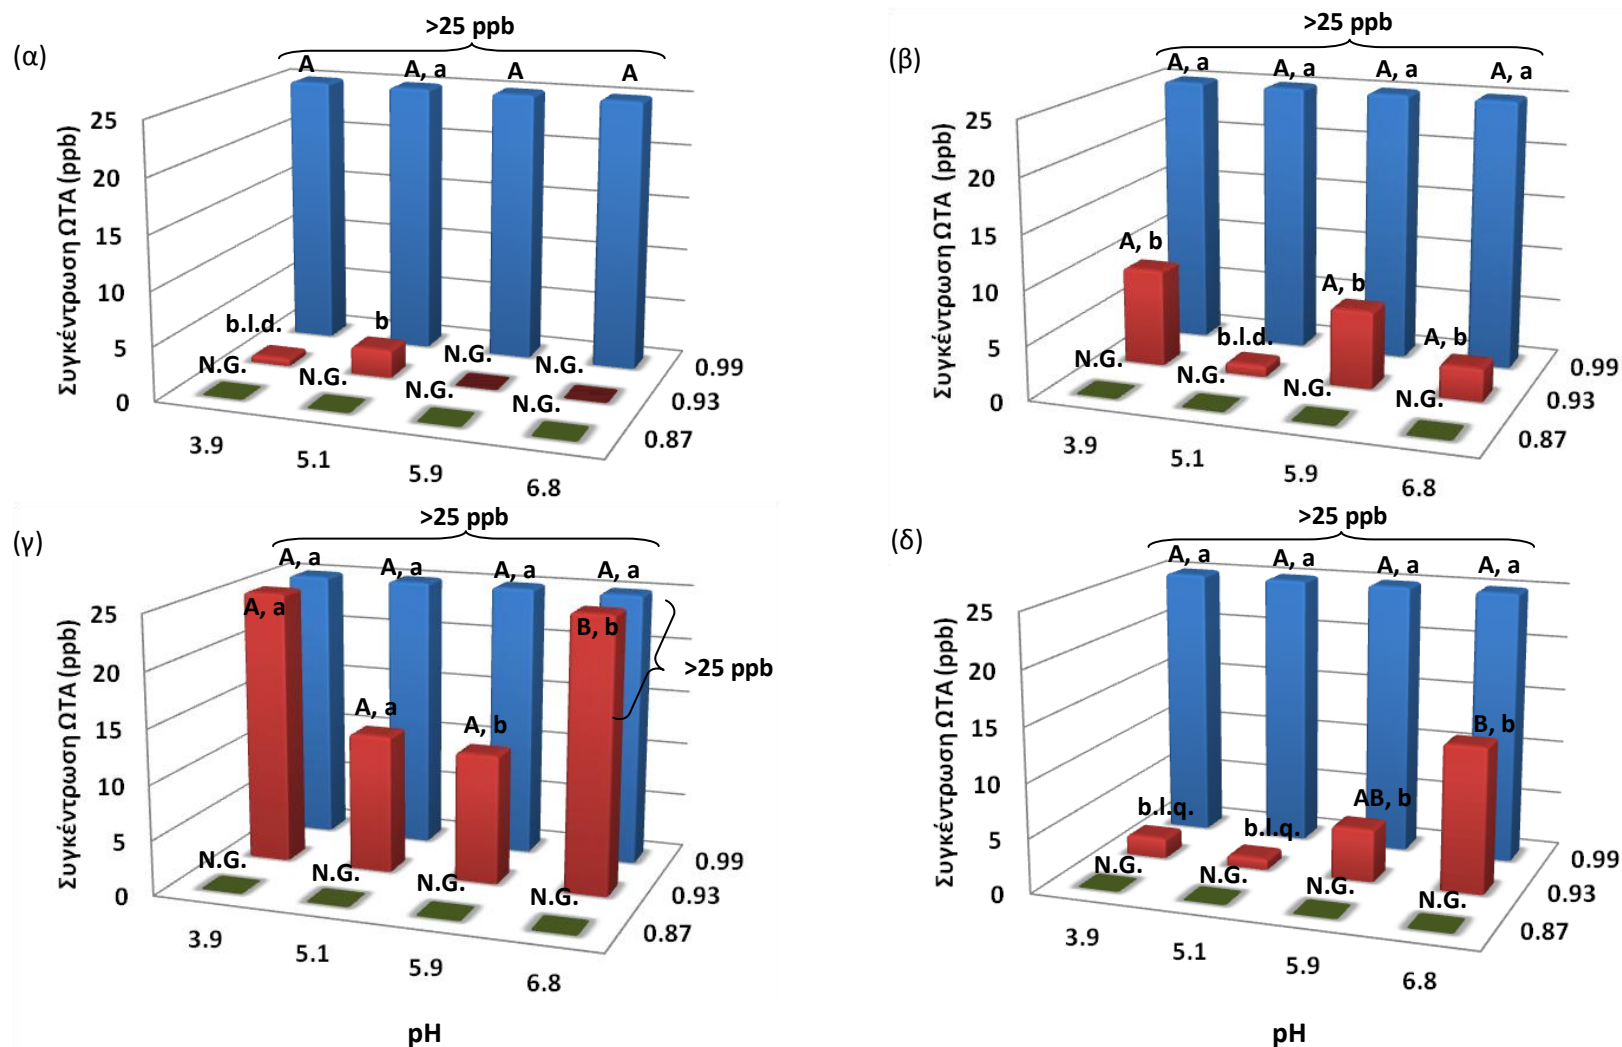 (α)
>25 ppb
A
A, a
A
A
Συγκέντρωση ΩΤΑ (ppb)
25
20
15
10
5
0
b.l.d.
b
N.G.
N.G.
N.G.
N.G.
N.G.
N.G.
0.99
0.93
0.87
3.9
5.1
5.9
6.8
(β)
>25 ppb
A, a
A, a
A, a
A, a
Συγκέντρωση ΩΤΑ (ppb)
25
20
15
10
5
0
A, b
b.l.d.
A, b
A, b
N.G.
N.G.
N.G.
N.G.
0.99
0.93
0.87
3.9
5.1
5.9
6.8
(γ)
>25 ppb
A, a
A, a
A, a
A, a
Συγκέντρωση ΩΤΑ (ppb)
25
20
15
10
5
0
A, a
A, a
A, b
B, b
>25 ppb
N.G.
N.G.
N.G.
N.G.
0.99
0.93
0.87
3.9
5.1
5.9
6.8
pH
(δ)
>25 ppb
A, a
A, a
A, a
A, a
Συγκέντρωση ΩΤΑ (ppb)
25
20
15
10
5
0
b.l.q.
b.l.q.
AB, b
B, b
N.G.
N.G.
N.G.
N.G.
0.99
0.93
0.87
3.9
5.1
5.9
6.8
pH